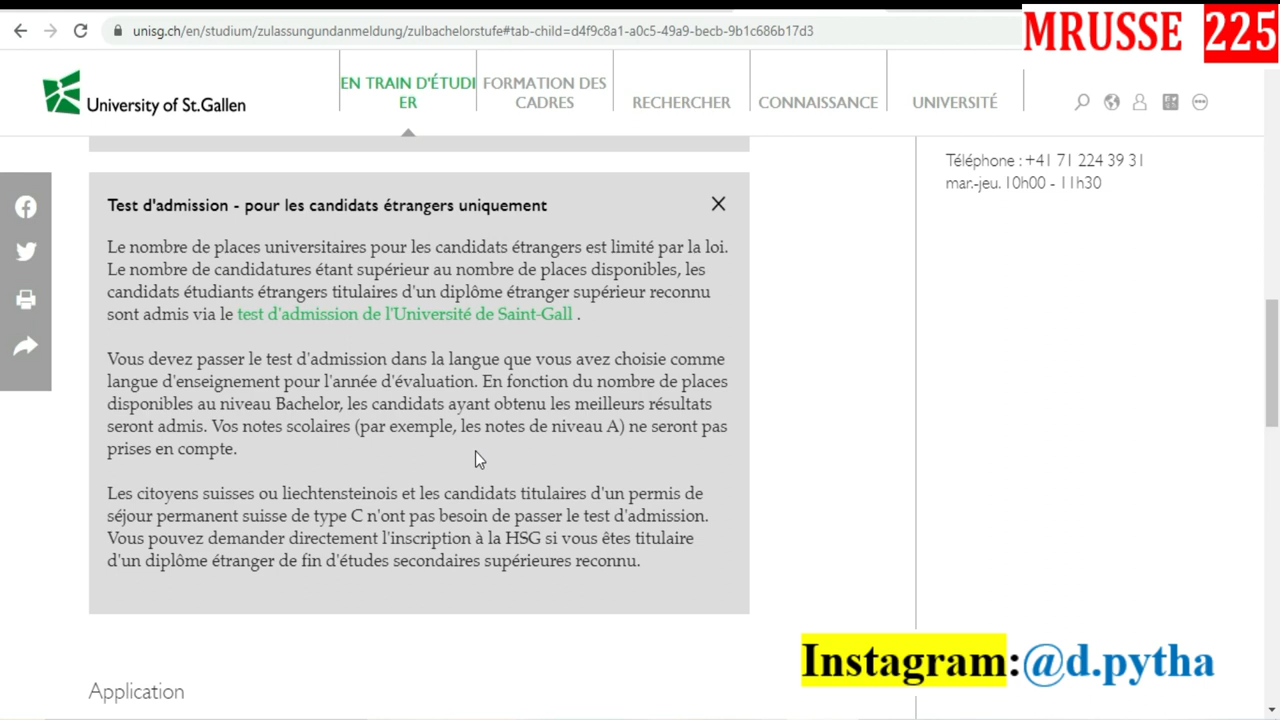 unisg.ch/en/studium/zulassungundanmeldung/zulbachelorstufe#tab-child=d4f9c8a1-a0c5-49a9-becb-9b1c686b17d3
MRUSSE 225
University of St.Gallen
EN TRAIN D'ÉTUDI
ER
FORMATION DES
CADRES
RECHERCHER
CONNAISSANCE
UNIVERSITÉ
Téléphone : +41 71 224 39 31
mar.-jeu. 10h00 - 11h30
Test d'admission - pour les candidats étrangers uniquement
Le nombre de places universitaires pour les candidats étrangers est limité par la loi.
Le nombre de candidatures étant supérieur au nombre de places disponibles, les
candidats étudiants étrangers titulaires d'un diplôme étranger supérieur reconnu
sont admis via le test d'admission de l'Université de Saint-Gall .
Vous devez passer le test d'admission dans la langue que vous avez choisie comme
langue d'enseignement pour l'année d'évaluation. En fonction du nombre de places
disponibles au niveau Bachelor, les candidats ayant obtenu les meilleurs résultats
seront admis. Vos notes scolaires (par exemple, les notes de niveau A) ne seront pas
prises en compte.
Les citoyens suisses ou liechtensteinois et les candidats titulaires d'un permis de
séjour permanent suisse de type C n'ont pas besoin de passer le test d'admission.
Vous pouvez demander directement l'inscription à la HSG si vous êtes titulaire
d'un diplôme étranger de fin d'études secondaires supérieures reconnu.
Application
Instagram:@d.pytha